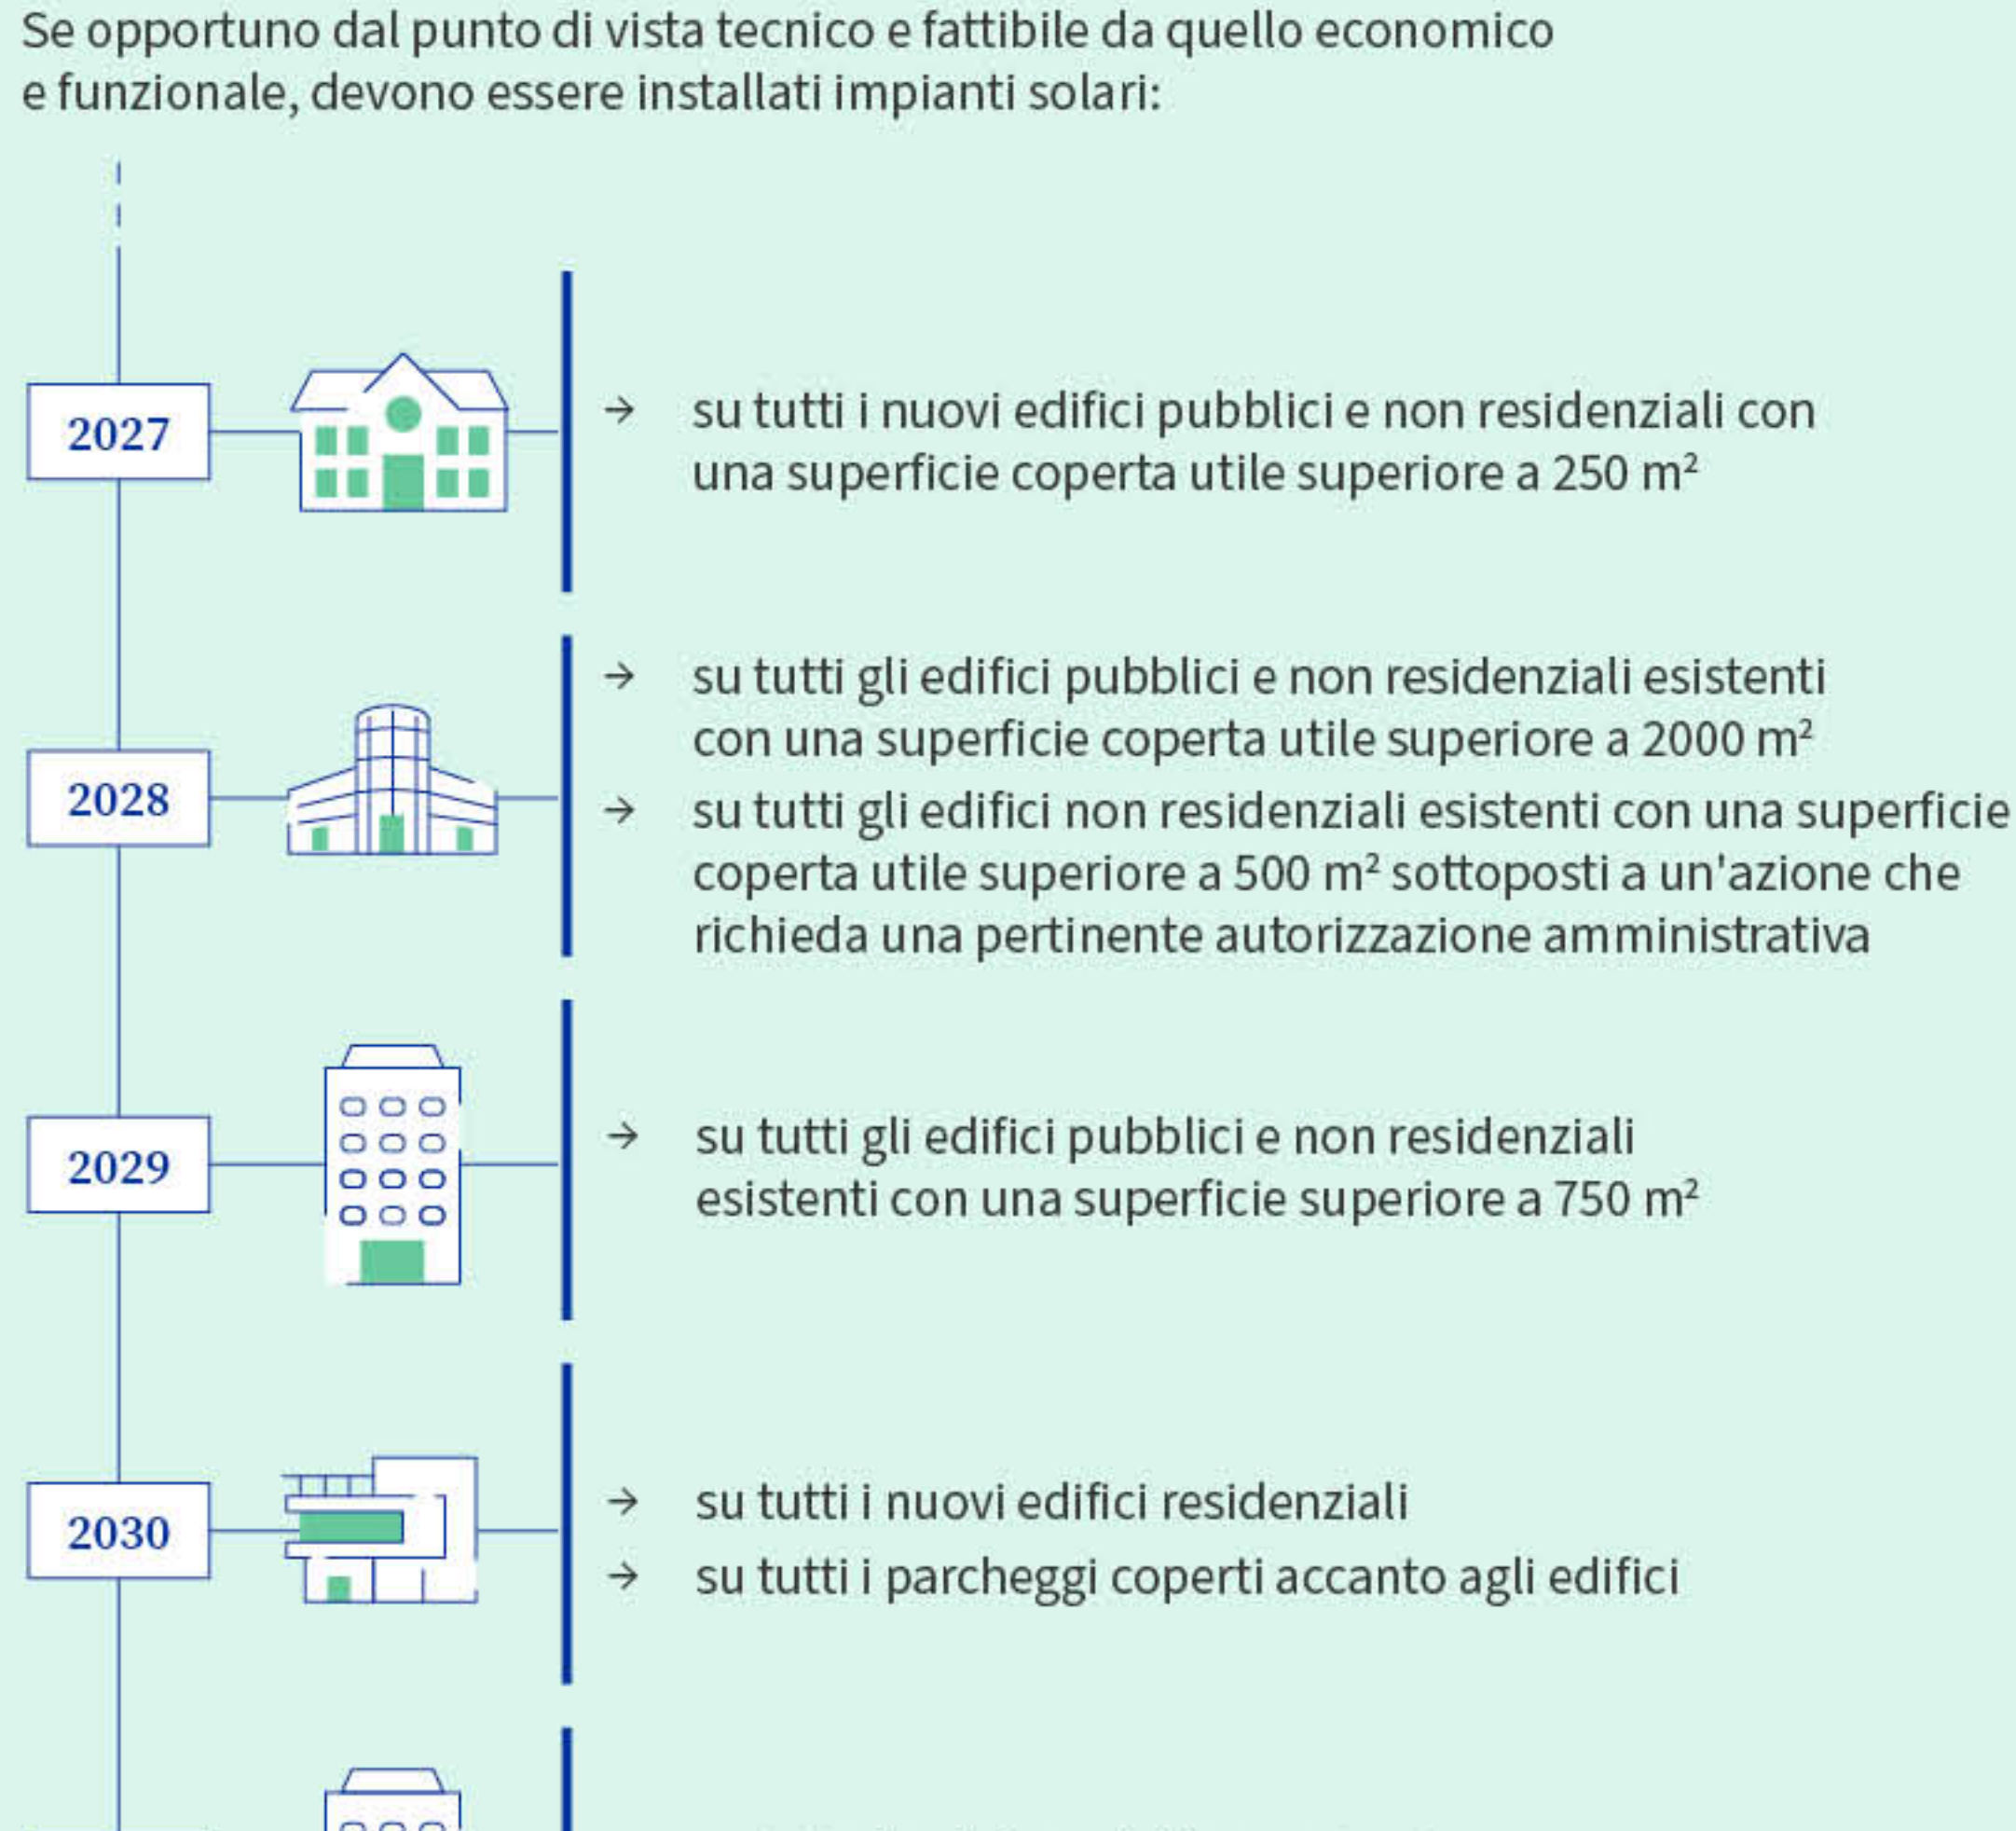 Se opportuno dal punto di vista tecnico e fattibile da quello economico
e funzionale, devono essere installati impianti solari:
2027
→ su tutti i nuovi edifici pubblici e non residenziali con
una superficie coperta utile superiore a 250 m²
2028
→ su tutti gli edifici pubblici e non residenziali esistenti
con una superficie coperta utile superiore a 2000 m²
→ su tutti gli edifici non residenziali esistenti con una superficie
coperta utile superiore a 500 m² sottoposti a un'azione che
richieda una pertinente autorizzazione amministrativa
2029
→ su tutti gli edifici pubblici e non residenziali
esistenti con una superficie superiore a 750 m²
2030
→ su tutti i nuovi edifici residenziali
→ su tutti i parcheggi coperti accanto agli edifici